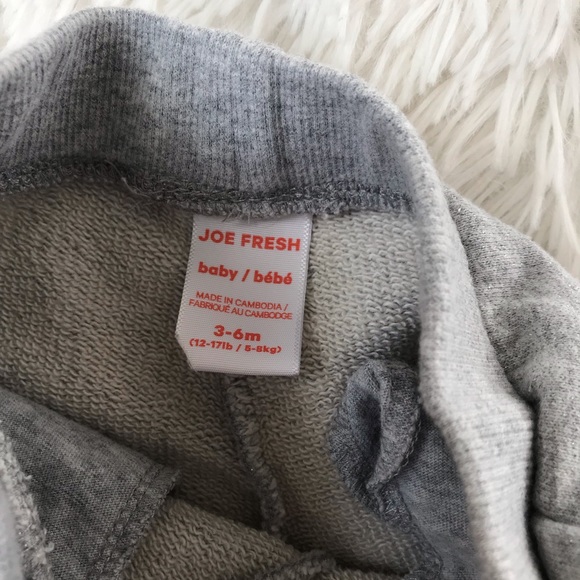 JOE FRESH
baby / bébé
MADE IN CAMBODIA /
FABRIQUÉ AU CAMBODGE
3-6m
(12-17lb / 5-8kg)